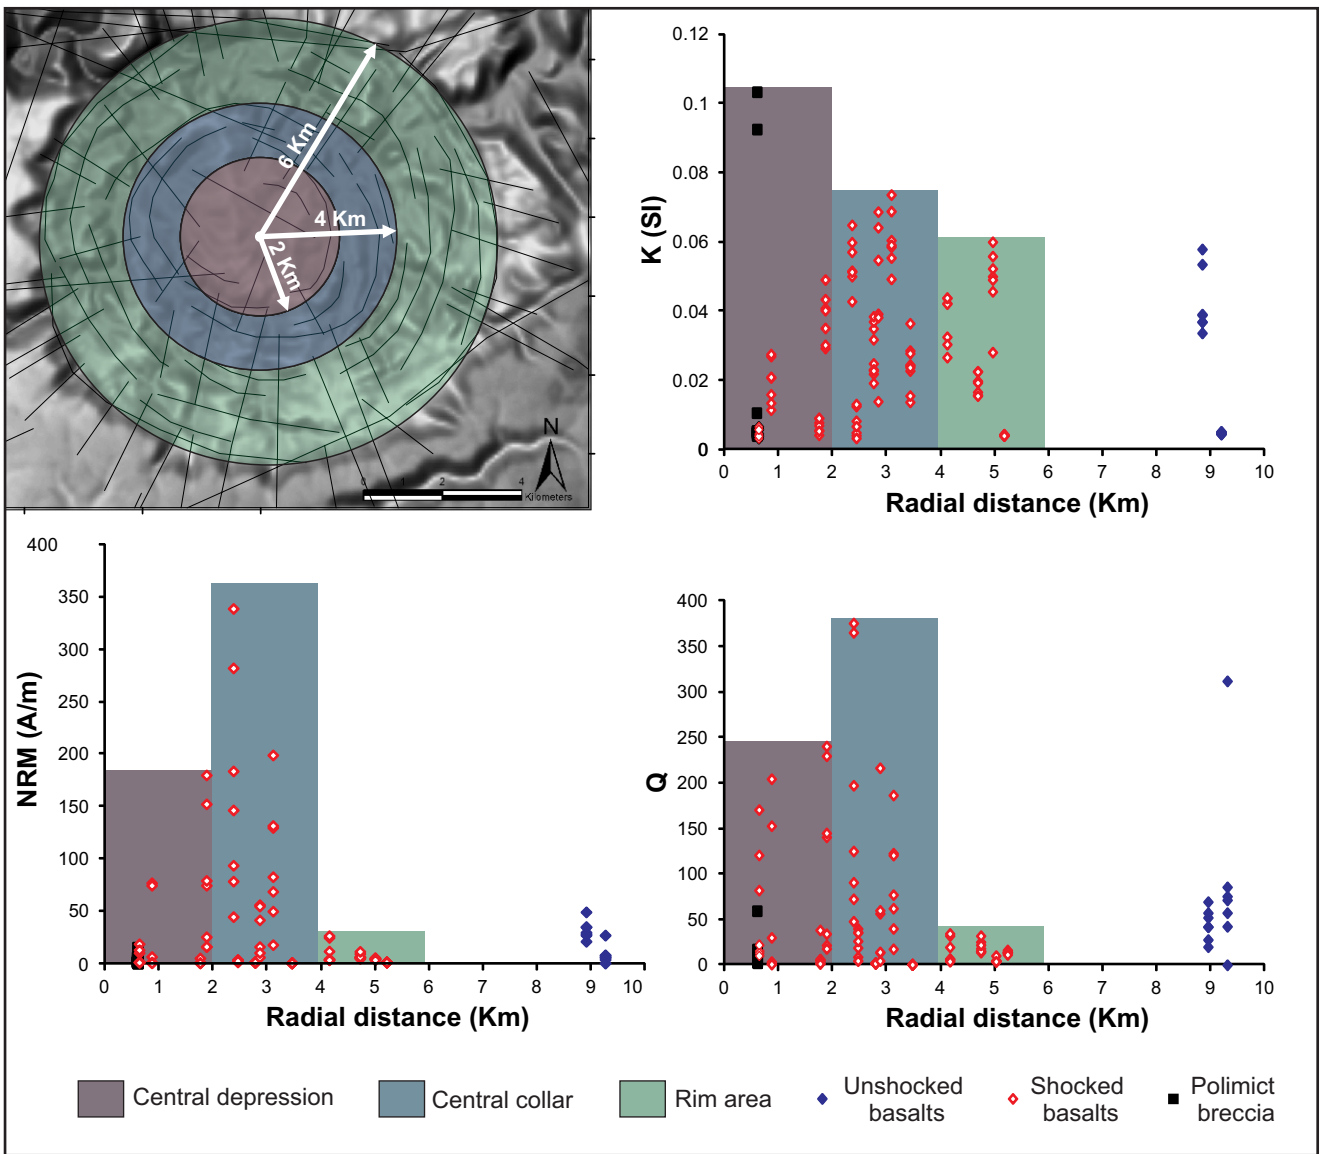 6 Km
4 Km
2 Km
N
0 2 4
Kilometers
0.12
0.1
0.08
0.06
0.04
0.02
0
K (SI)
0 1 2 3 4 5 6 7 8 9 10
Radial distance (Km)
400
350
300
250
200
150
100
50
0
NRM (A/m)
0 1 2 3 4 5 6 7 8 9 10
Radial distance (Km)
400
350
300
250
200
150
100
50
0
Q
0 1 2 3 4 5 6 7 8 9 10
Radial distance (Km)
Central depression
Central collar
Rim area
Unshocked
basalts
Shocked
basalts
Polimict
breccia